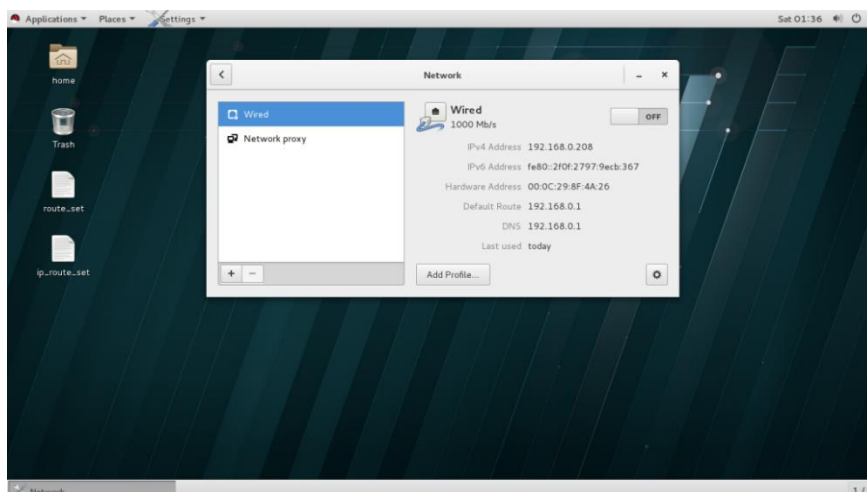 Applications Places Settings Sat 01:36
home
Trash
route_set
ip_route_set
Network
Wired
Network proxy
Wired
1000 Mb/s
OFF
IPv4 Address 192.168.0.208
IPv6 Address fe80::2f0f:2797:9ecb:367
Hardware Address 00:0C:29:8F:4A:26
Default Route 192.168.0.1
DNS 192.168.0.1
Last used today
+ −
Add Profile...
Network